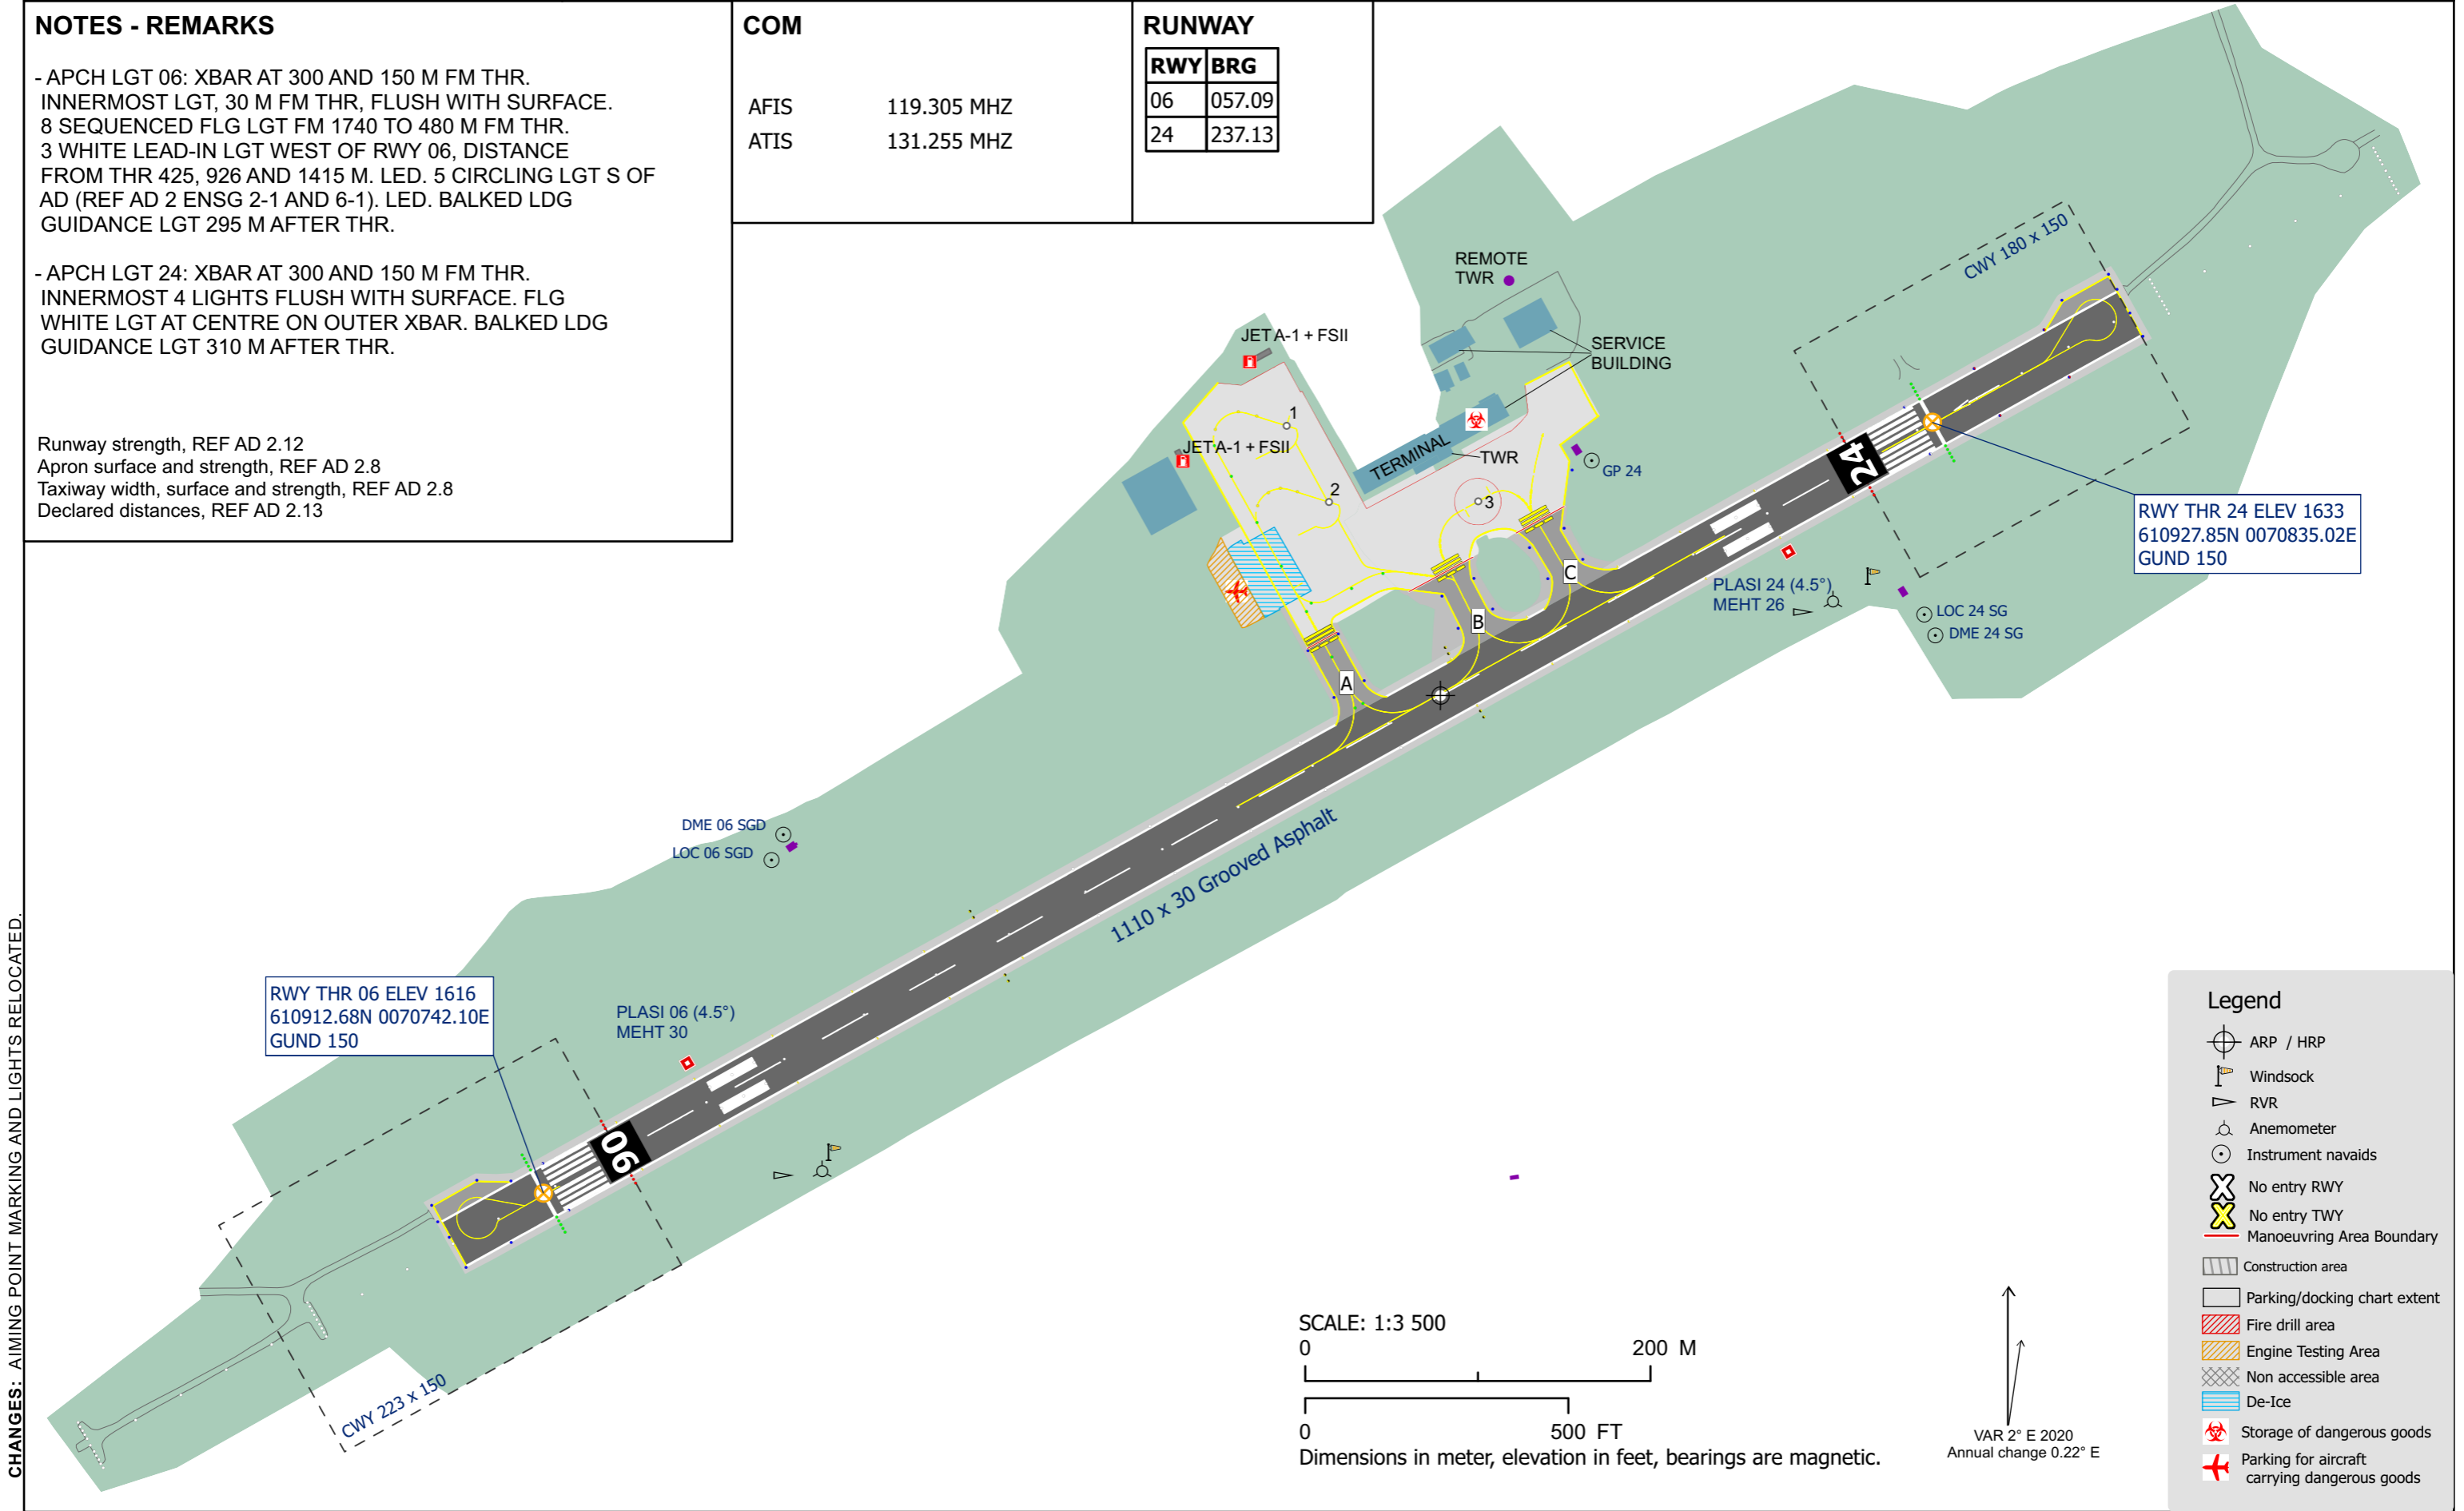 NOTES - REMARKS
- APCH LGT 06: XBAR AT 300 AND 150 M FM THR.
INNERMOST LGT, 30 M FM THR, FLUSH WITH SURFACE.
8 SEQUENCED FLG LGT FM 1740 TO 480 M FM THR.
3 WHITE LEAD-IN LGT WEST OF RWY 06, DISTANCE
FROM THR 425, 926 AND 1415 M. LED. 5 CIRCLING LGT S OF
AD (REF AD 2 ENSG 2-1 AND 6-1). LED. BALKED LDG
GUIDANCE LGT 295 M AFTER THR.
- APCH LGT 24: XBAR AT 300 AND 150 M FM THR.
INNERMOST 4 LIGHTS FLUSH WITH SURFACE. FLG
WHITE LGT AT CENTRE ON OUTER XBAR. BALKED LDG
GUIDANCE LGT 310 M AFTER THR.
Runway strength, REF AD 2.12
Apron surface and strength, REF AD 2.8
Taxiway width, surface and strength, REF AD 2.8
Declared distances, REF AD 2.13
COM
AFIS 119.305 MHZ
ATIS 131.255 MHZ
RUNWAY
RWY BRG
06 057.09
24 237.13
CWY 180 x 150
REMOTE
TWR
JET A-1 + FSII
SERVICE
BUILDING
1
JET A-1 + FSII
TERMINAL
TWR
GP 24
2
3
24
RWY THR 24 ELEV 1633
610927.85N 0070835.02E
GUND 150
C
PLASI 24 (4.5°)
MEHT 26
LOC 24 SG
DME 24 SG
B
A
DME 06 SGD
LOC 06 SGD
1110 x 30 Grooved Asphalt
RWY THR 06 ELEV 1616
610912.68N 0070742.10E
GUND 150
PLASI 06 (4.5°)
MEHT 30
06
CWY 223 x 150
SCALE: 1:3 500
0 200 M
0 500 FT
Dimensions in meter, elevation in feet, bearings are magnetic.
VAR 2° E 2020
Annual change 0.22° E
Legend
ARP / HRP
Windsock
RVR
Anemometer
Instrument navaids
No entry RWY
No entry TWY
Manoeuvring Area Boundary
Construction area
Parking/docking chart extent
Fire drill area
Engine Testing Area
Non accessible area
De-Ice
Storage of dangerous goods
Parking for aircraft
carrying dangerous goods
CHANGES: AIMING POINT MARKING AND LIGHTS RELOCATED.